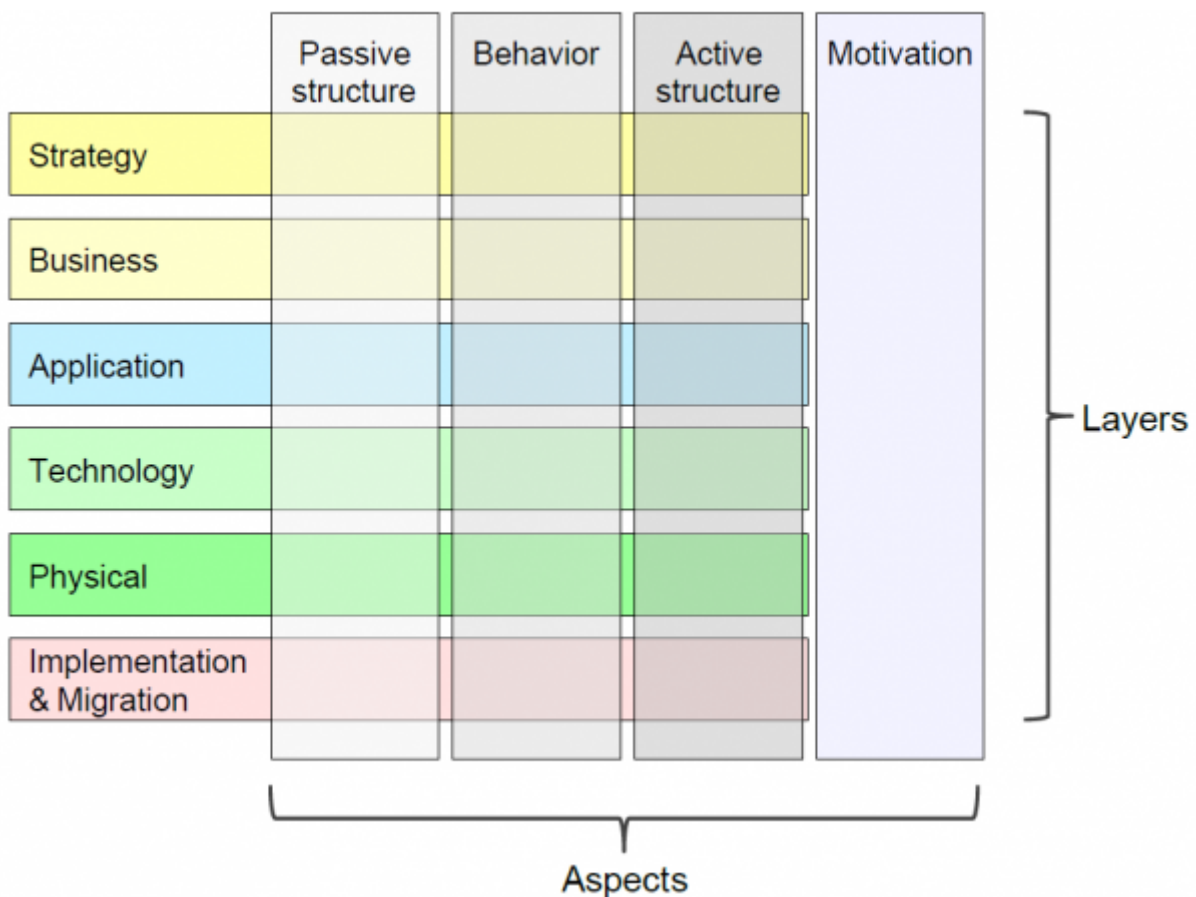 Passive
structure
Behavior
Active
structure
Motivation
Strategy
Business
Application
Technology
Physical
Implementation
& Migration
Layers
Aspects